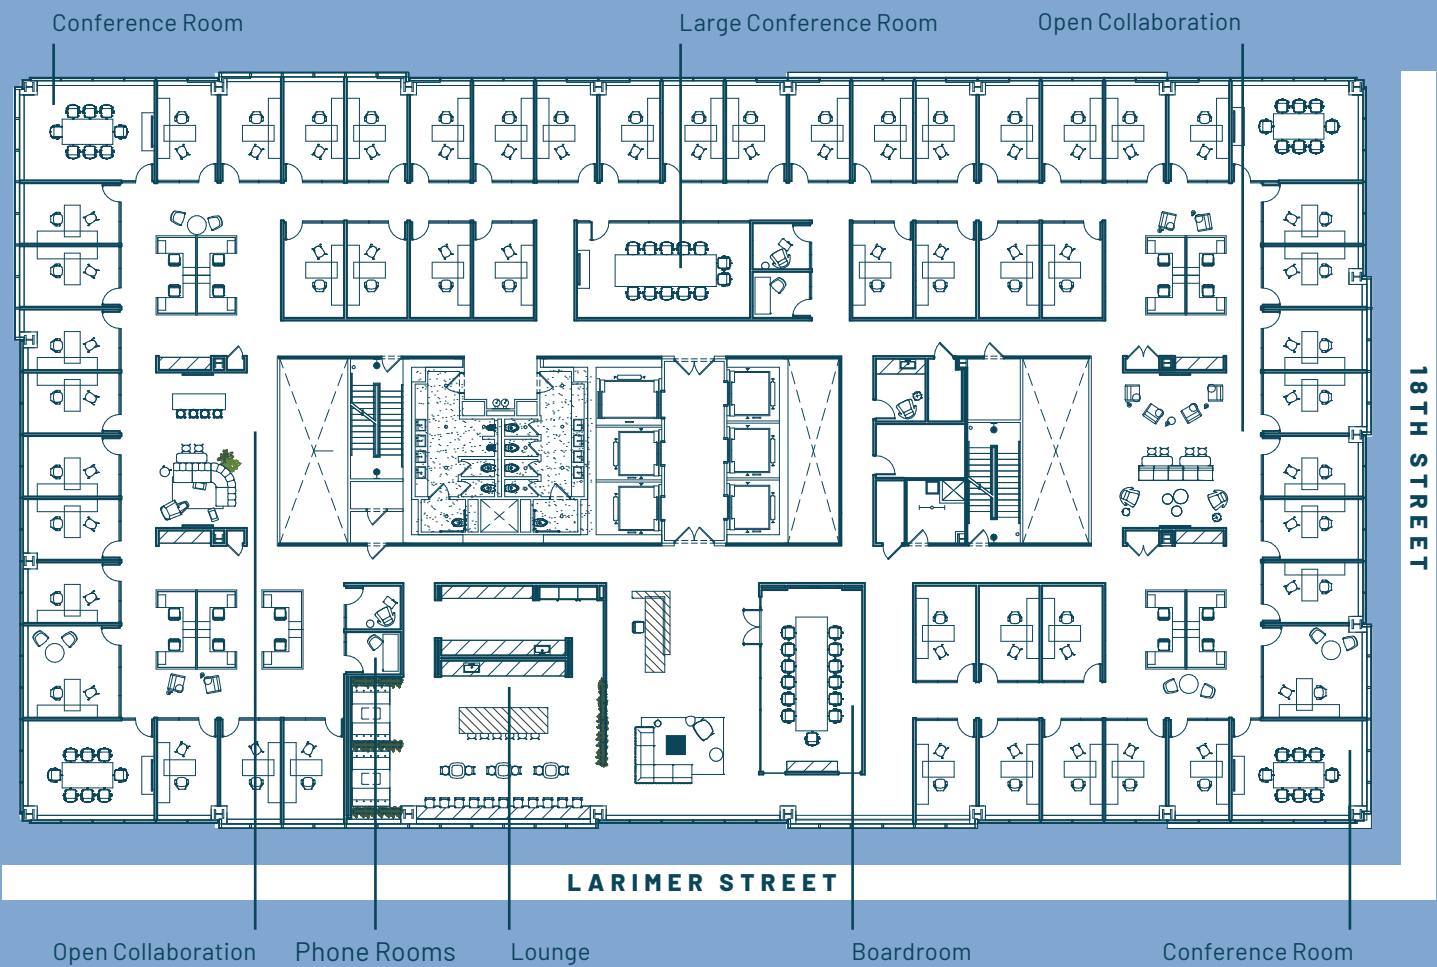 Conference Room
Large Conference Room
Open Collaboration
18TH STREET
LARIMER STREET
Open Collaboration
Phone Rooms
Lounge
Boardroom
Conference Room